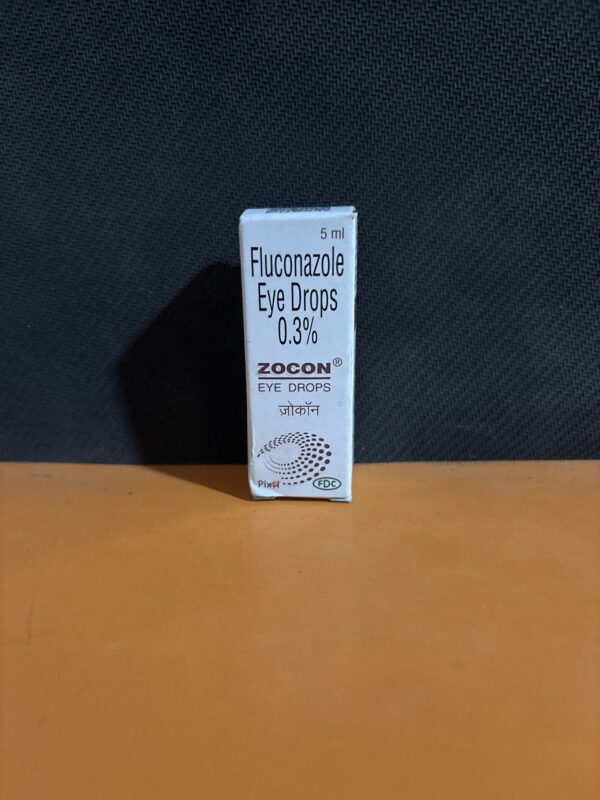 5 ml
Fluconazole
Eye Drops
0.3%
ZOCON®
EYE DROPS
ज़ोकॉन
FDC